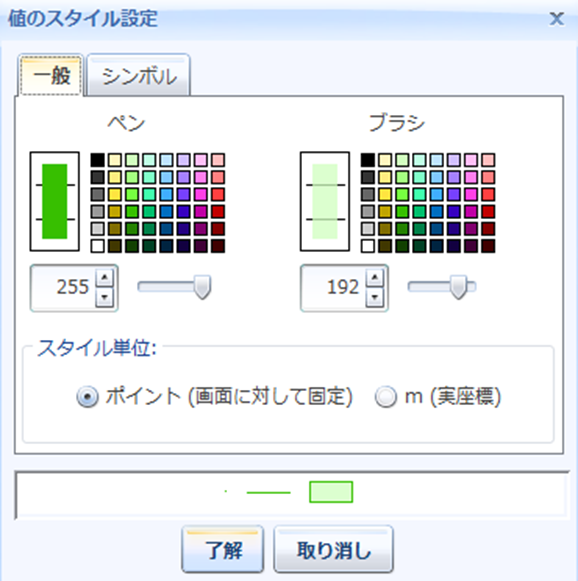 値のスタイル設定
一般 シンボル
ペン ブラシ
255 192
スタイル単位:
ポイント (画面に対して固定) m (実座標)
了解 取り消し